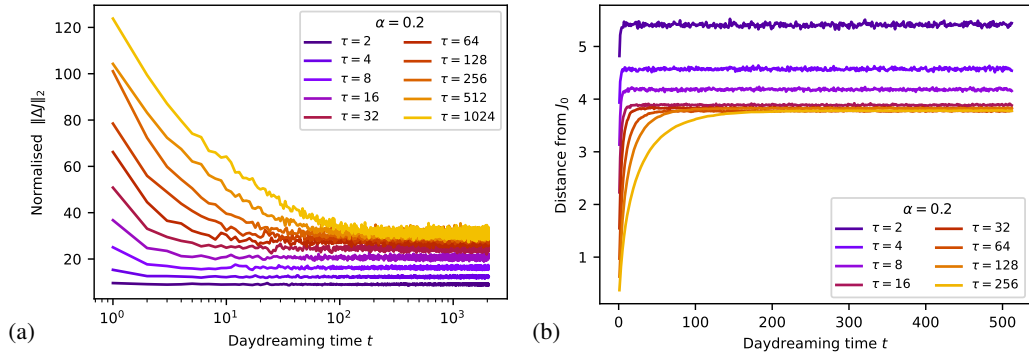 120
100
80
60
40
20
Normalised ‖ΔJ‖₂
α = 0.2
τ = 2
τ = 4
τ = 8
τ = 16
τ = 32
τ = 64
τ = 128
τ = 256
τ = 512
τ = 1024
10⁰
10¹
10²
10³
Daydreaming time t
(a)
5
4
3
2
1
Distance from J₀
α = 0.2
τ = 2
τ = 4
τ = 8
τ = 16
τ = 32
τ = 64
τ = 128
τ = 256
0
100
200
300
400
500
Daydreaming time t
(b)